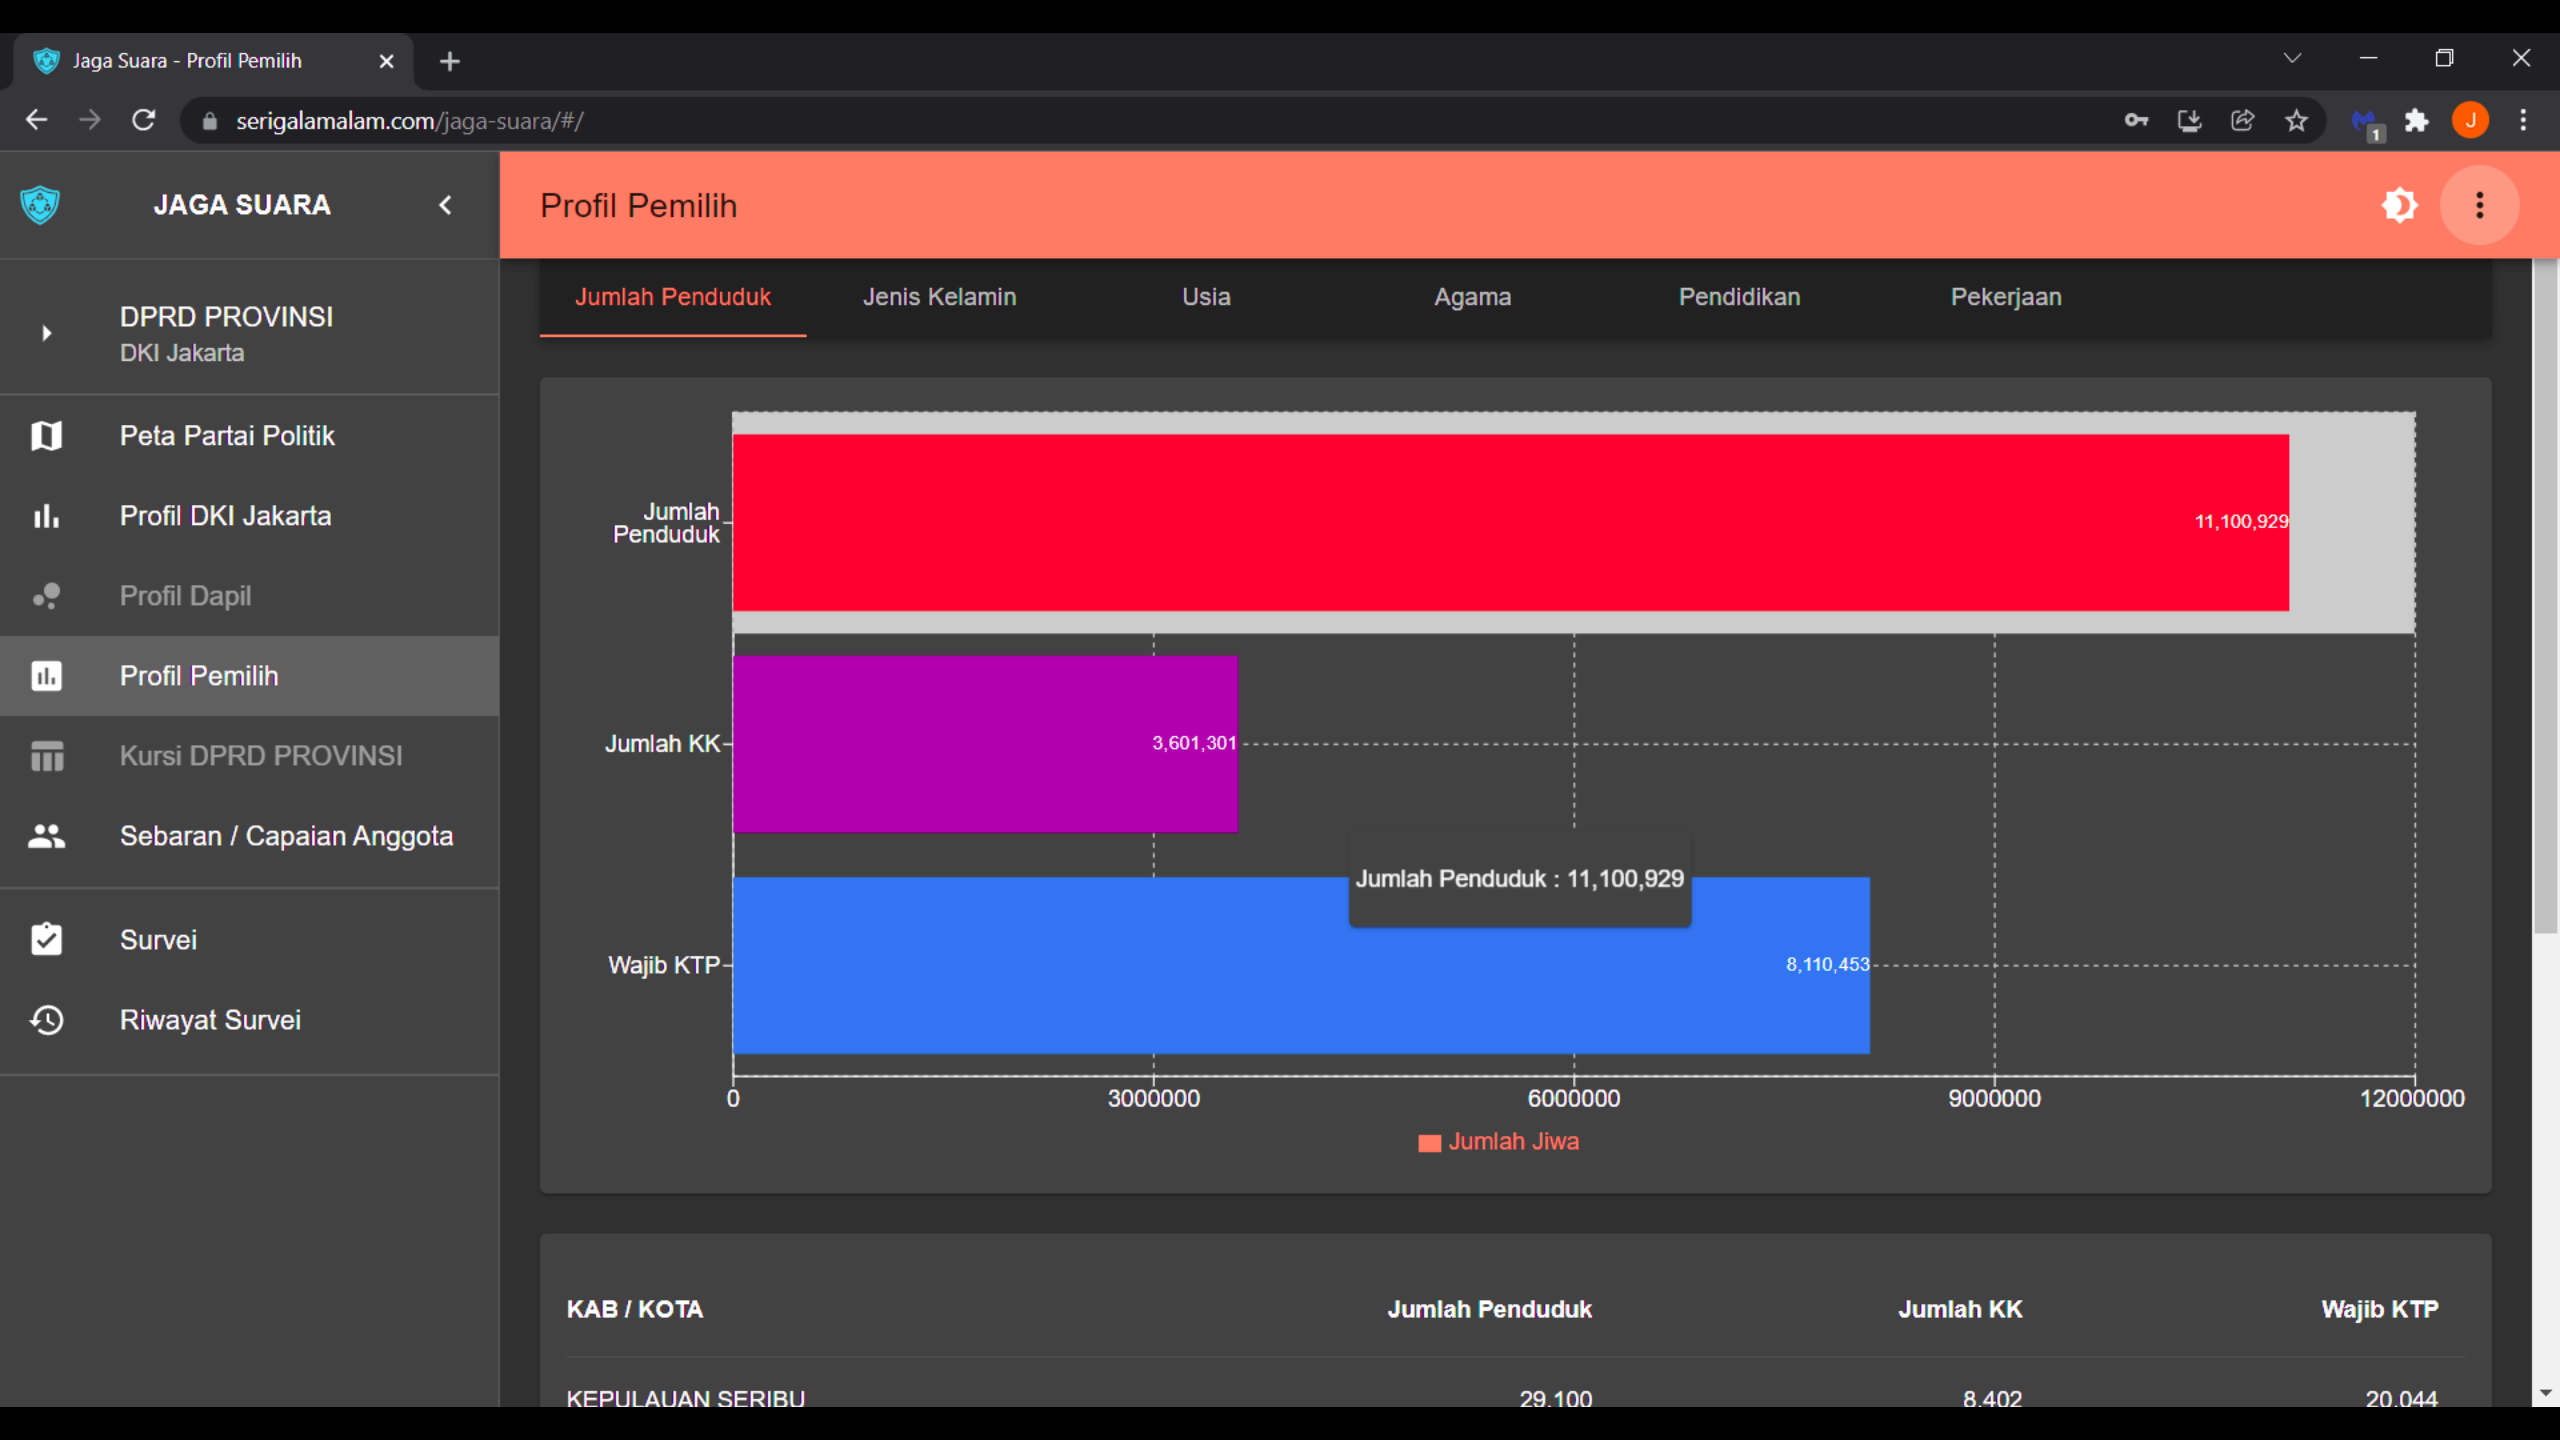 Jaga Suara - Profil Pemilih
serigalamalam.com/jaga-suara/#/
1
J
JAGA SUARA
Profil Pemilih
DPRD PROVINSI
DKI Jakarta
Peta Partai Politik
Profil DKI Jakarta
Profil Dapil
Profil Pemilih
Kursi DPRD PROVINSI
Sebaran / Capaian Anggota
Survei
Riwayat Survei
Jumlah Penduduk Jenis Kelamin Usia Agama Pendidikan Pekerjaan
Jumlah
Penduduk
11,100,929
Jumlah KK
3,601,301
Jumlah Penduduk : 11,100,929
Wajib KTP
8,110,453
0 3000000 6000000 9000000 12000000
Jumlah Jiwa
KAB / KOTA Jumlah Penduduk Jumlah KK Wajib KTP
KEPULAUAN SERIBU 29.100 8.402 20.044